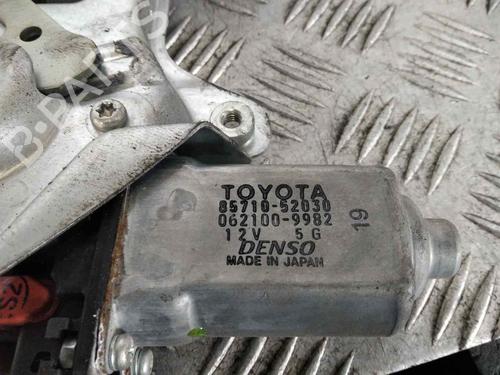 TOYOTA
85710-52030
062100-9982
12V 5G
DENSO
MADE IN JAPAN
19
B-PARTS